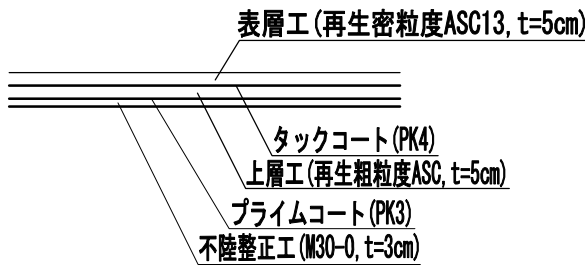 表層工(再生密粒度ASC13,t=5cm)
タックコート(PK4)
上層工(再生粗粒度ASC,t=5cm)
プライムコート(PK3)
不陸整正工(M30-0,t=3cm)